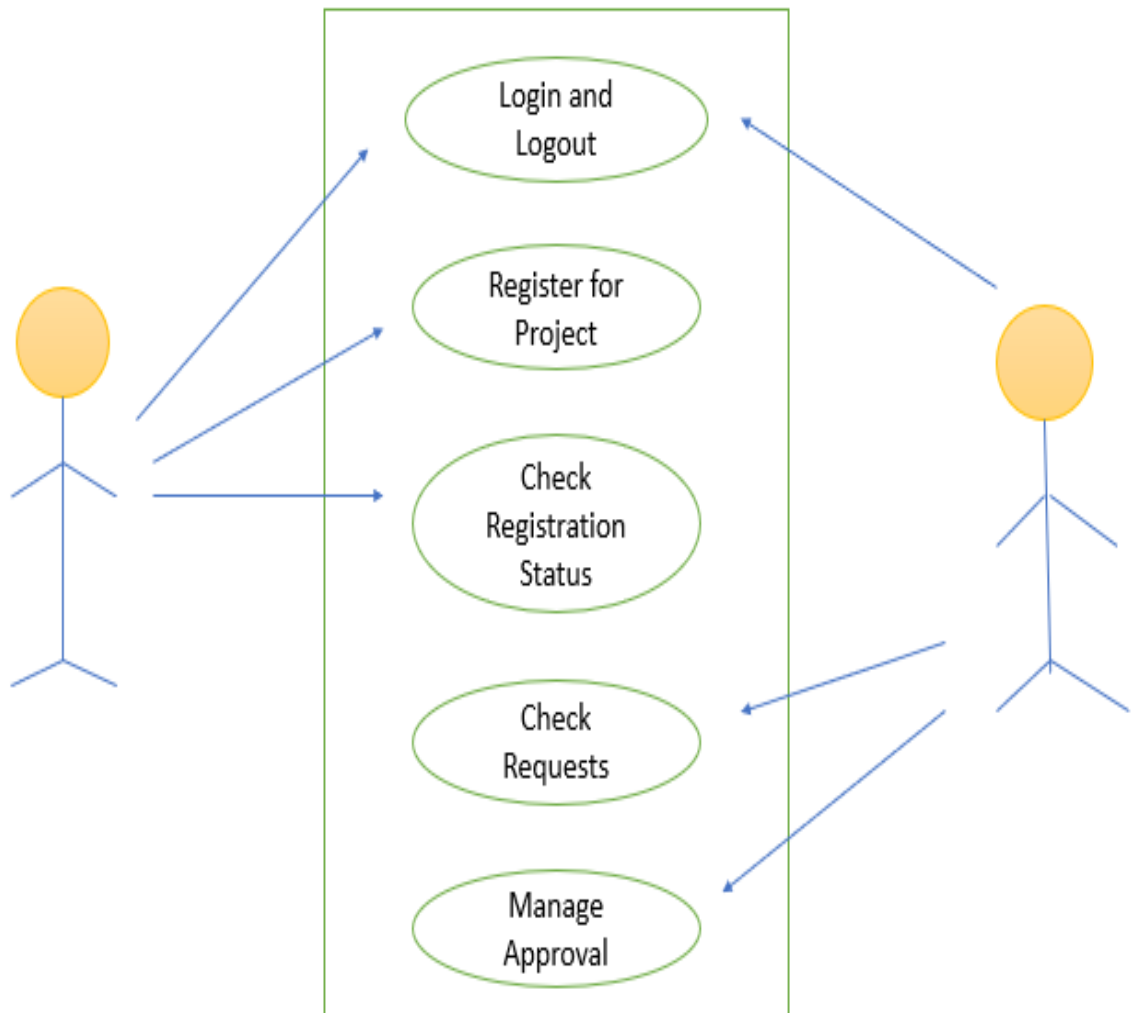 Login and
Logout
Register for
Project
Check
Registration
Status
Check
Requests
Manage
Approval